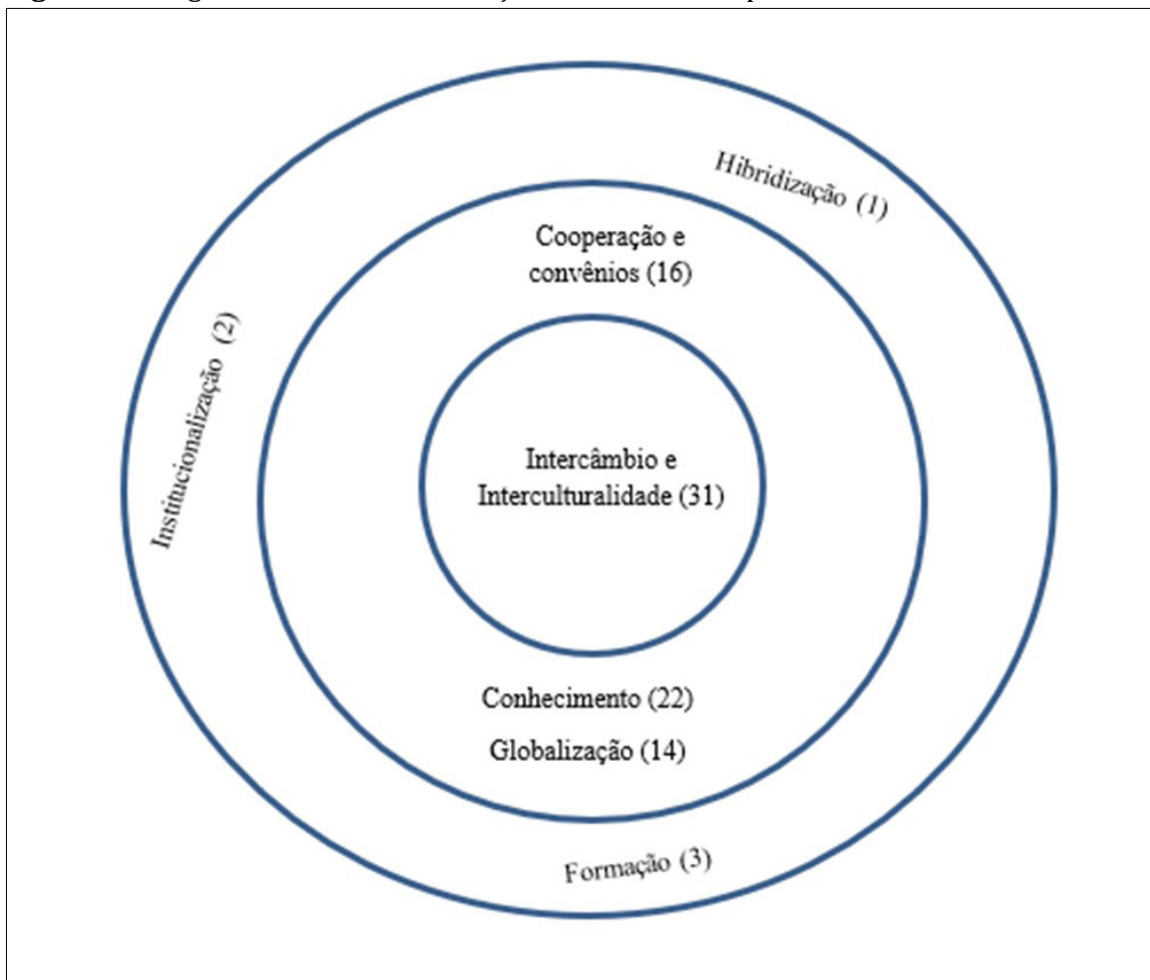 Hibridização (1)
Cooperação e
convênios (16)
Institucionalização (2)
Intercâmbio e
Interculturalidade (31)
Conhecimento (22)
Globalização (14)
Formação (3)